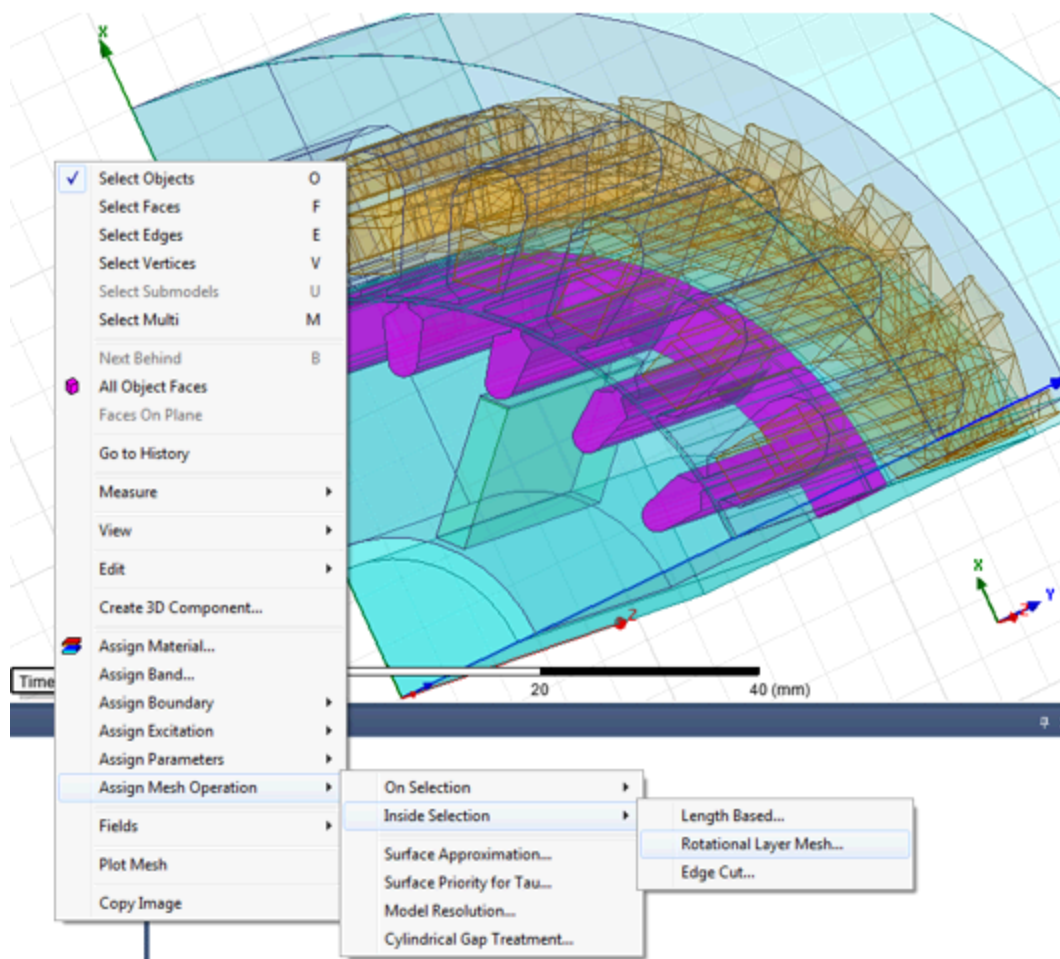 X
Select Objects O
Select Faces F
Select Edges E
Select Vertices V
Select Submodels U
Select Multi M
Next Behind B
All Object Faces
Faces On Plane
Go to History
Measure
View
Edit
Create 3D Component...
Assign Material...
Assign Band...
Assign Boundary
Assign Excitation
Assign Parameters
Assign Mesh Operation
Fields
Plot Mesh
Copy Image
On Selection
Inside Selection
Surface Approximation...
Surface Priority for Tau...
Model Resolution...
Cylindrical Gap Treatment...
Length Based...
Rotational Layer Mesh...
Edge Cut...
Z
X
Y
Z
Time
20 40 (mm)